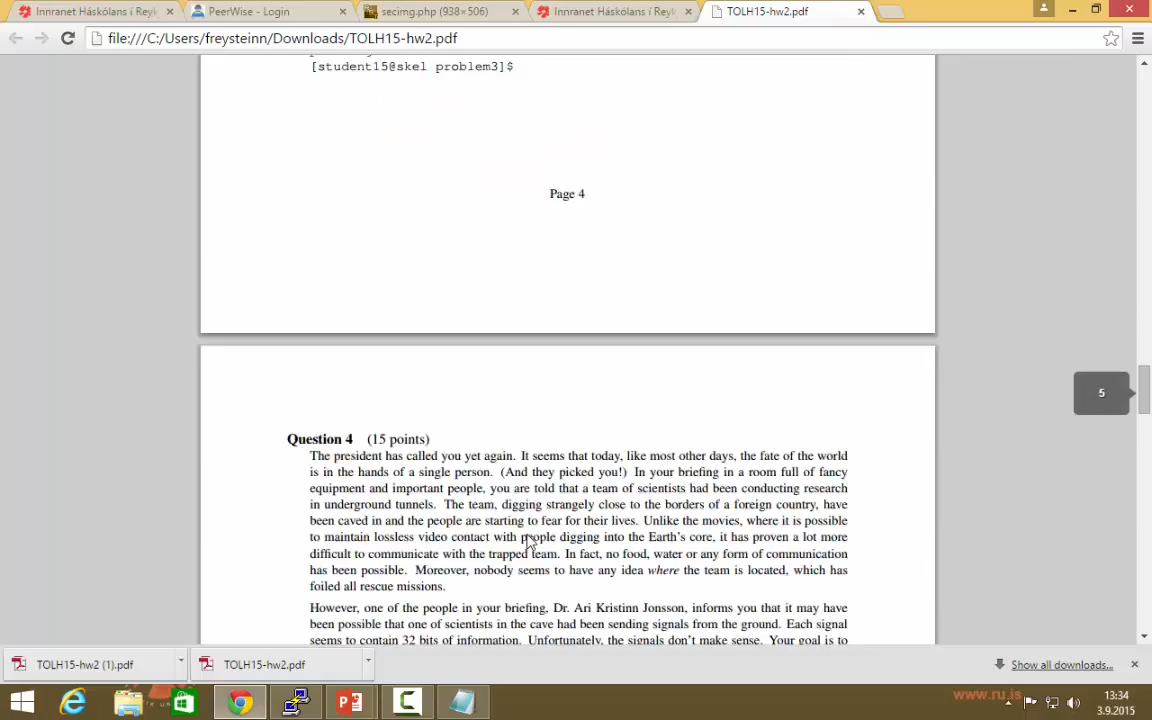 Innranet Háskólans í Reyk
PeerWise - Login
secimg.php (938×506)
Innranet Háskólans í Reyk
TOLH15-hw2.pdf
file:///C:/Users/freysteinn/Downloads/TOLH15-hw2.pdf
[student15@skel problem3]$
Page 4
5
Question 4 (15 points)
The president has called you yet again. It seems that today, like most other days, the fate of the world
is in the hands of a single person. (And they picked you!) In your briefing in a room full of fancy
equipment and important people, you are told that a team of scientists had been conducting research
in underground tunnels. The team, digging strangely close to the borders of a foreign country, have
been caved in and the people are starting to fear for their lives. Unlike the movies, where it is possible
to maintain lossless video contact with people digging into the Earth's core, it has proven a lot more
difficult to communicate with the trapped team. In fact, no food, water or any form of communication
has been possible. Moreover, nobody seems to have any idea where the team is located, which has
foiled all rescue missions.
However, one of the people in your briefing, Dr. Ari Kristinn Jonsson, informs you that it may have
been possible that one of scientists in the cave had been sending signals from the ground. Each signal
seems to contain 32 bits of information. Unfortunately, the signals don't make sense. Your goal is to
TOLH15-hw2 (1).pdf
TOLH15-hw2.pdf
Show all downloads...
www.ru.is
13:34
3.9.2015